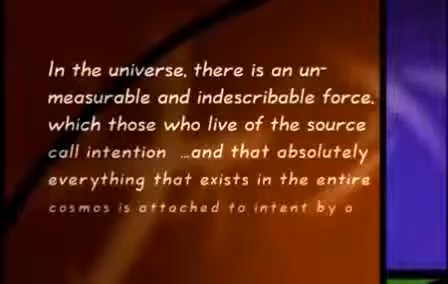 In the universe, there is an un-
measurable and indescribable force.
which those who live of the source
call intention ...and that absolutely
everything that exists in the entire
cosmos is attached to intent by a